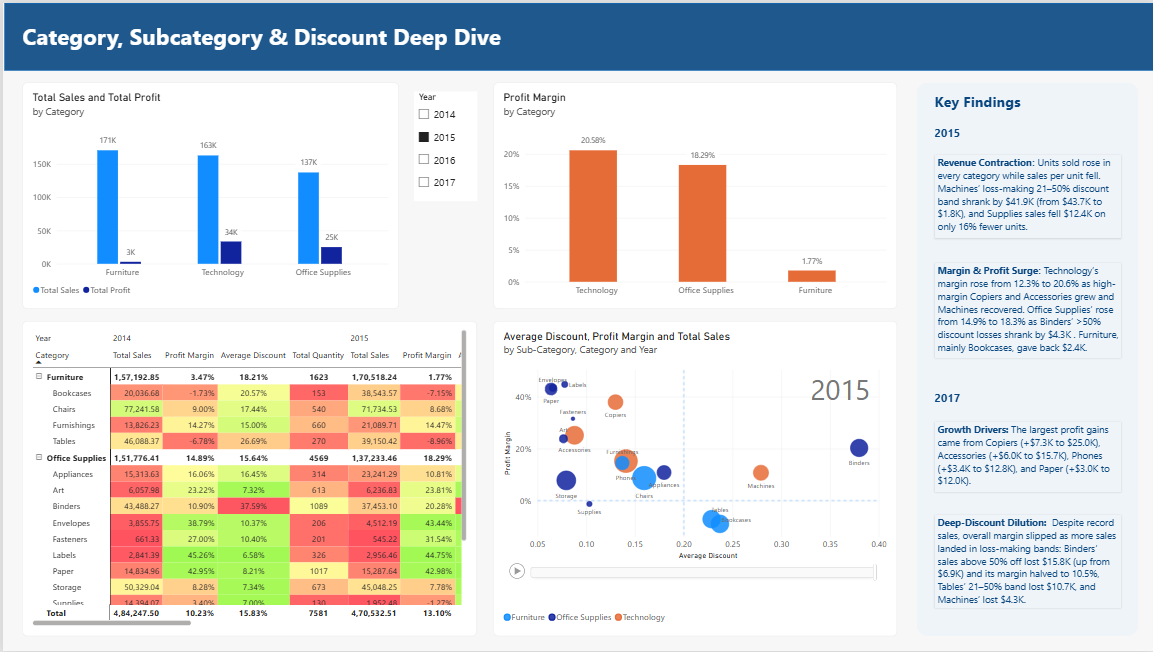 Category, Subcategory & Discount Deep Dive
Total Sales and Total Profit
by Category
171K
163K
137K
150K
100K
50K
0K
3K
34K
25K
Furniture
Technology
Office Supplies
Total Sales
Total Profit
Year
2014
2015
2016
2017
Profit Margin
by Category
20.58%
18.29%
1.77%
20%
15%
10%
5%
0%
Technology
Office Supplies
Furniture
Year 2014 2015
Category Total Sales Profit Margin Average Discount Total Quantity Total Sales Profit Margin A
Furniture 1,57,192.85 3.47% 18.21% 1623 1,70,518.24 1.77%
Bookcases 20,036.68 -1.73% 20.57% 153 38,543.57 -7.15%
Chairs 77,241.58 9.00% 17.44% 540 71,734.53 8.68%
Furnishings 13,826.23 14.27% 15.00% 660 21,089.71 14.47%
Tables 46,088.37 -6.78% 26.69% 270 39,150.42 -8.96%
Office Supplies 1,51,776.41 14.89% 15.64% 4569 1,37,233.46 18.29%
Appliances 15,313.63 16.06% 16.45% 314 23,241.29 10.81%
Art 6,057.98 23.22% 7.32% 613 6,236.83 23.81%
Binders 43,488.27 10.90% 37.59% 1089 37,453.10 20.28%
Envelopes 3,855.75 38.79% 10.37% 206 4,512.19 43.44%
Fasteners 661.33 27.00% 10.40% 201 545.22 31.54%
Labels 2,841.39 45.26% 6.58% 326 2,956.46 44.75%
Paper 14,834.96 42.95% 8.21% 1017 15,287.64 42.98%
Storage 50,329.04 8.28% 7.34% 673 45,048.25 7.78%
Supplies 14,394.07 3.40% 7.00% 130 1,952.48 -1.27%
Total 4,84,247.50 10.23% 15.83% 7581 4,70,532.51 13.10%
Average Discount, Profit Margin and Total Sales
by Sub-Category, Category and Year
2015
Profit Margin
40%
20%
0%
Envelopes
Labels
Paper
Copiers
Fasteners
Art
Accessories
Furnishings
Phones
Storage
Chairs
Appliances
Supplies
Machines
Binders
Tables
Bookcases
0.05
0.10
0.15
0.20
0.25
0.30
0.35
0.40
Average Discount
Furniture
Office Supplies
Technology
Key Findings
2015
Revenue Contraction: Units sold rose in
every category while sales per unit fell.
Machines' loss-making 21–50% discount
band shrank by $41.9K (from $43.7K to
$1.8K), and Supplies sales fell $12.4K on
only 16% fewer units.
Margin & Profit Surge: Technology's
margin rose from 12.3% to 20.6% as high-
margin Copiers and Accessories grew and
Machines recovered. Office Supplies' rose
from 14.9% to 18.3% as Binders' >50%
discount losses shrank by $4.3K . Furniture,
mainly Bookcases, gave back $2.4K.
2017
Growth Drivers: The largest profit gains
came from Copiers (+$7.3K to $25.0K),
Accessories (+$6.0K to $15.7K), Phones
(+$3.4K to $12.8K), and Paper (+$3.0K to
$12.0K).
Deep-Discount Dilution: Despite record
sales, overall margin slipped as more sales
landed in loss-making bands: Binders'
sales above 50% off lost $15.8K (up from
$6.9K) and its margin halved to 10.5%,
Tables' 21–50% band lost $10.7K, and
Machines' lost $4.3K.